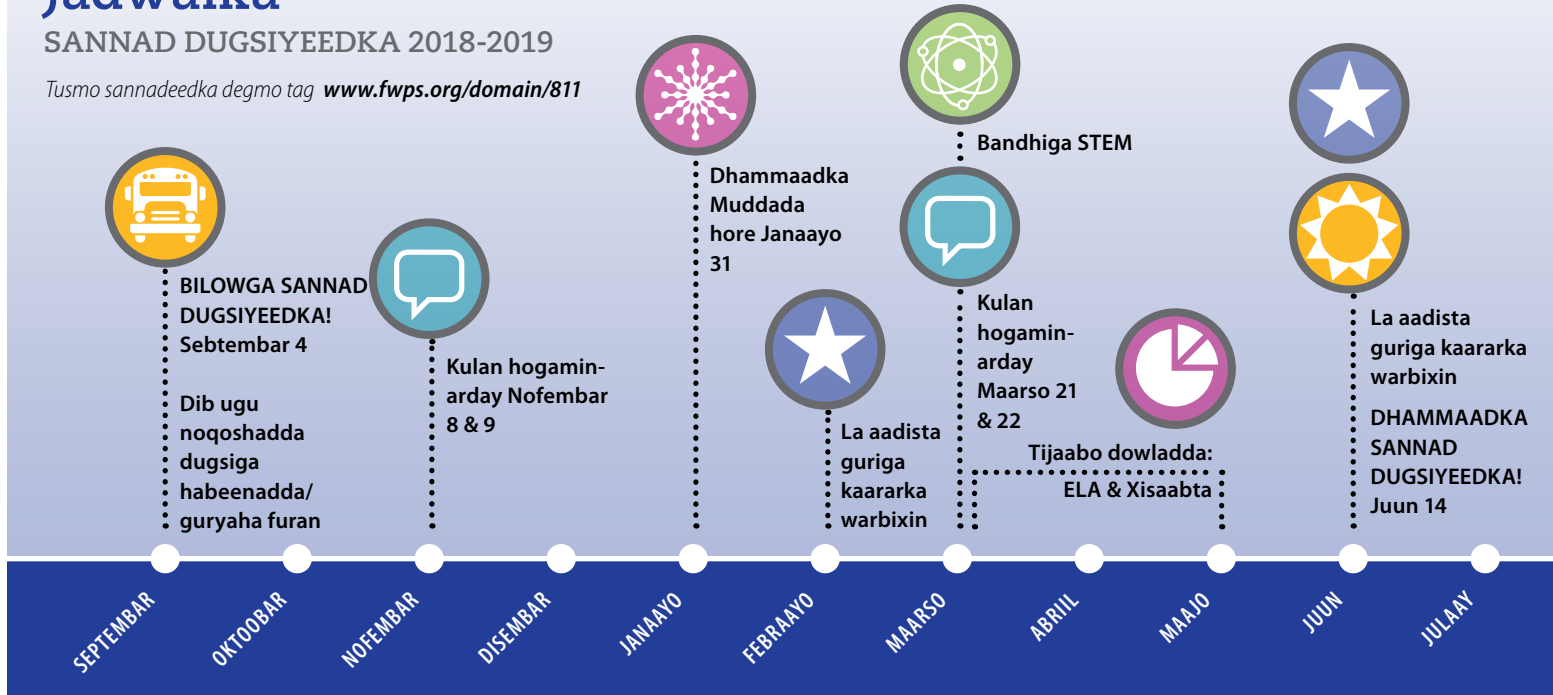 Jadwalka
SANNAD DUGSIYEEDKA 2018-2019
Tusmo sannadeedka degmo tag www.fwps.org/domain/811
BILOWGA SANNAD
DUGSIYEEDKA!
Sebtembar 4
Dib ugu
noqoshadda
dugsiga
habeenadda/
guryaha furan
Kulan hogamin-
arday Nofembar
8 & 9
Dhammaadka
Muddada
hore Janaayo
31
La aadista
guriga
kaararka
warbixin
Bandhiga STEM
Kulan
hogamin-
arday
Maarso 21
& 22
Tijaabo dowladda:
ELA & Xisaabta
La aadista
guriga kaararka
warbixin
DHAMMAADKA
SANNAD
DUGSIYEEDKA!
Juun 14
SEPTEMBAR
OKTOOBAR
NOFEMBAR
DISEMBAR
JANAAYO
FEBRAAYO
MAARSO
ABRIIL
MAAJO
JUUN
JULAAY